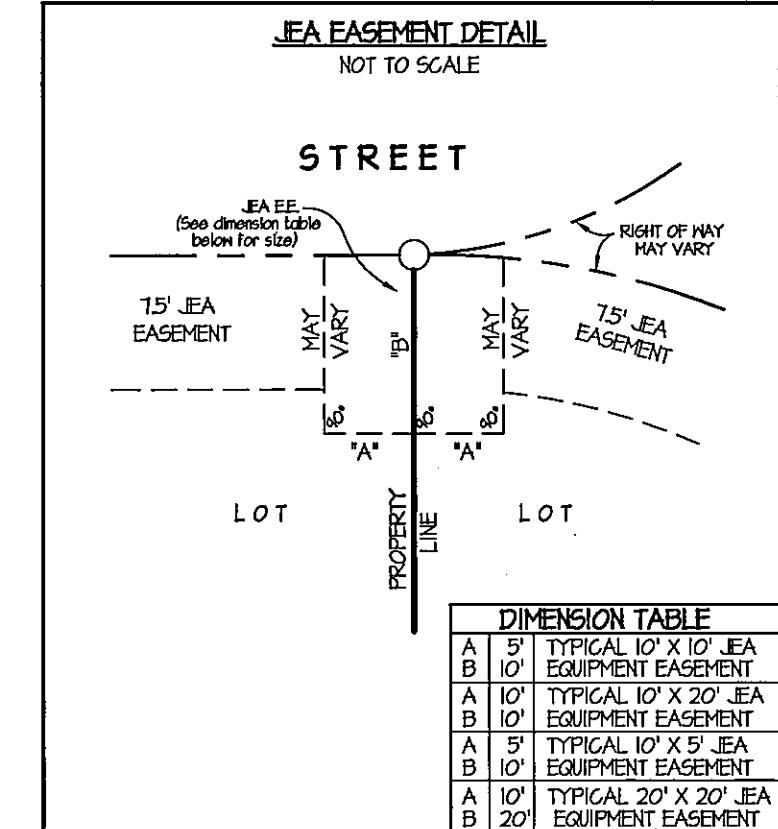 JEA EASEMENT DETAIL
NOT TO SCALE
STREET
JEA E.E.
(See dimension table
below for size)
RIGHT OF WAY
MAY VARY
7.5' JEA
EASEMENT
MAY
VARY
"B"
MAY
VARY
7.5' JEA
EASEMENT
90°
90°
90°
"A"
"A"
LOT
PROPERTY
LINE
LOT
DIMENSION TABLE
A 5' TYPICAL 10' X 10' JEA
B 10' EQUIPMENT EASEMENT
A 10' TYPICAL 10' X 20' JEA
B 10' EQUIPMENT EASEMENT
A 5' TYPICAL 10' X 5' JEA
B 10' EQUIPMENT EASEMENT
A 10' TYPICAL 20' X 20' JEA
B 20' EQUIPMENT EASEMENT